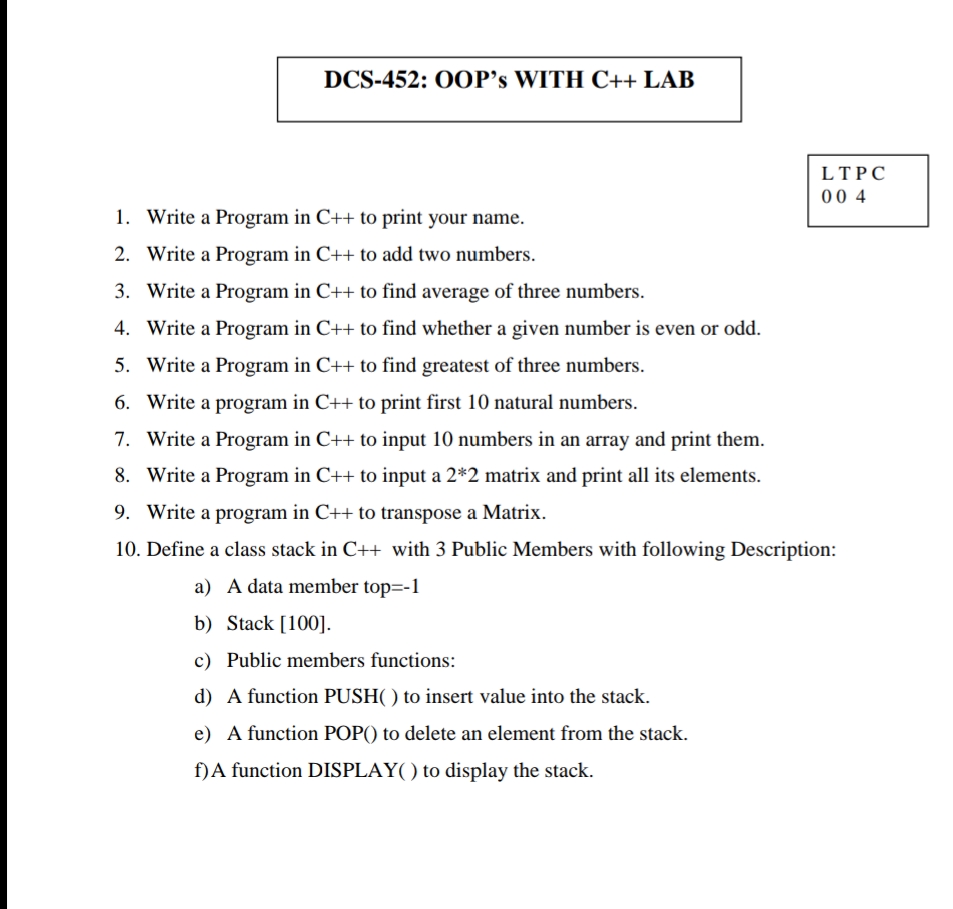 DCS-452: OOP’s WITH C++ LAB
L T P C
0 0 4
1. Write a Program in C++ to print your name.
2. Write a Program in C++ to add two numbers.
3. Write a Program in C++ to find average of three numbers.
4. Write a Program in C++ to find whether a given number is even or odd.
5. Write a Program in C++ to find greatest of three numbers.
6. Write a program in C++ to print first 10 natural numbers.
7. Write a Program in C++ to input 10 numbers in an array and print them.
8. Write a Program in C++ to input a 2*2 matrix and print all its elements.
9. Write a program in C++ to transpose a Matrix.
10. Define a class stack in C++ with 3 Public Members with following Description:
a) A data member top=-1
b) Stack [100].
c) Public members functions:
d) A function PUSH( ) to insert value into the stack.
e) A function POP() to delete an element from the stack.
f)A function DISPLAY( ) to display the stack.